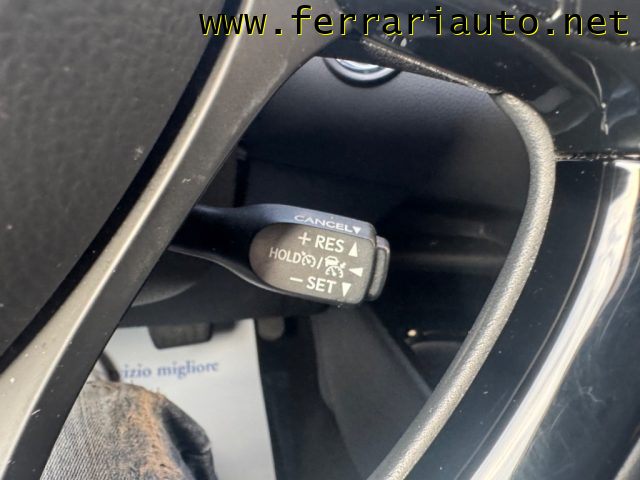 www.ferrariauto.net
CANCEL▼
+ RES ▲
HOLD / ◄
− SET ▼
izio migliore